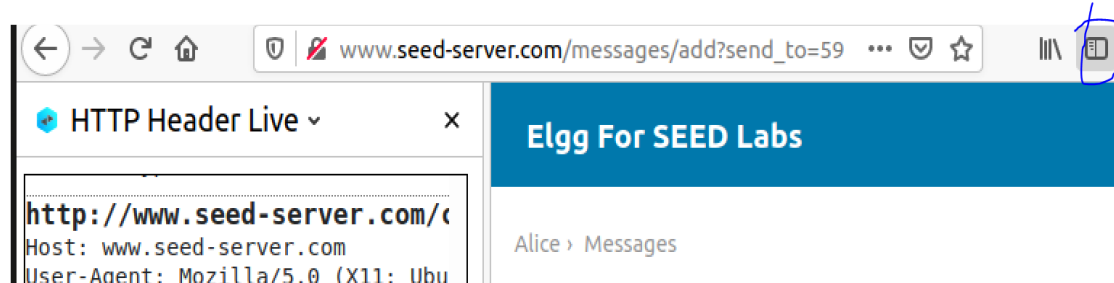 www.seed-server.com/messages/add?send_to=59 •••
HTTP Header Live
Elgg For SEED Labs
http://www.seed-server.com/
Host: www.seed-server.com
User-Agent: Mozilla/5.0 (X11; Ubu
Alice › Messages